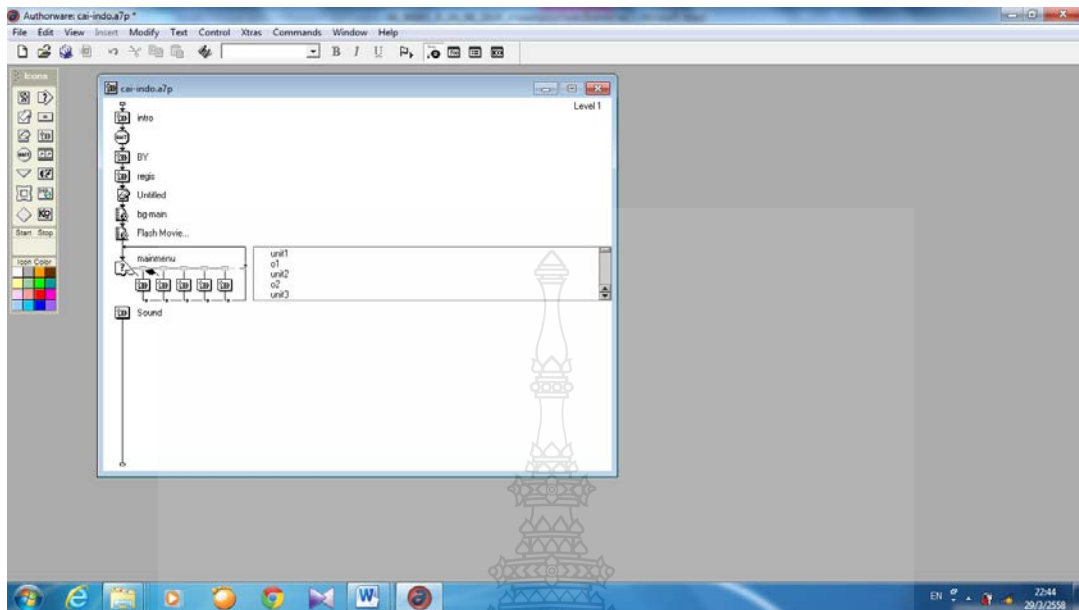 Authorware: cai-indo.a7p *
File Edit View Insert Modify Text Control Xtras Commands Window Help
B I U
Icons
cai-indo.a7p
Level 1
intro
WAIT
BY
regis
Untitled
bg-main
Flash Movie...
mainmenu
unit1
o1
unit2
o2
unit3
Sound
Start Stop
Icon Color
EN
22:44
29/3/2558